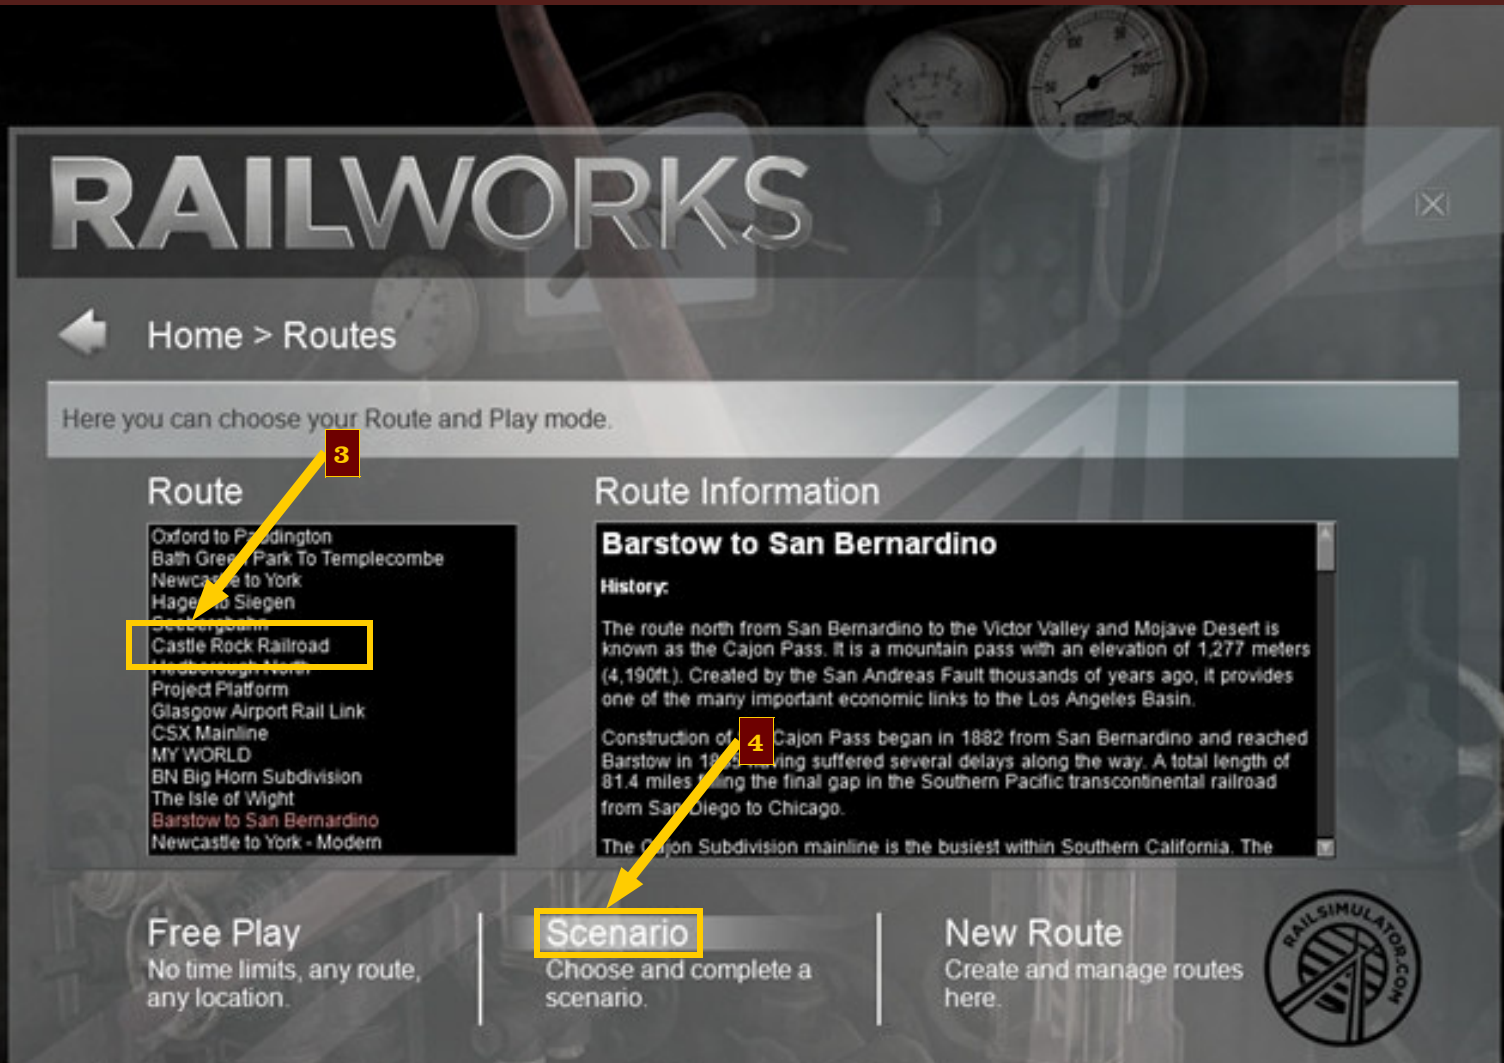 RAILWORKS
Home > Routes
Here you can choose your Route and Play mode.
3
Route
Oxford to Paddington
Bath Green Park To Templecombe
Newcastle to York
Hagen to Siegen
Seebergbahn
Castle Rock Railroad
Hedborough North
Project Platform
Glasgow Airport Rail Link
CSX Mainline
MY WORLD
BN Big Horn Subdivision
The Isle of Wight
Barstow to San Bernardino
Newcastle to York - Modern
Route Information
Barstow to San Bernardino
History:
The route north from San Bernardino to the Victor Valley and Mojave Desert is
known as the Cajon Pass. It is a mountain pass with an elevation of 1,277 meters
(4,190ft.). Created by the San Andreas Fault thousands of years ago, it provides
one of the many important economic links to the Los Angeles Basin.
4
Construction of Cajon Pass began in 1882 from San Bernardino and reached
Barstow in having suffered several delays along the way. A total length of
81.4 miles filling the final gap in the Southern Pacific transcontinental railroad
from San Diego to Chicago.
The Cajon Subdivision mainline is the busiest within Southern California. The
Free Play
No time limits, any route,
any location.
Scenario
Choose and complete a
scenario.
New Route
Create and manage routes
here.
RAILSIMULATOR.COM